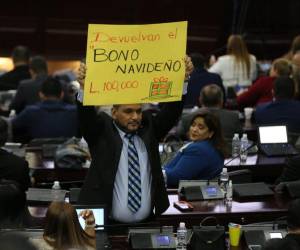 Devuelvan el
"BONO
NAVIDEÑO
L. 100,000